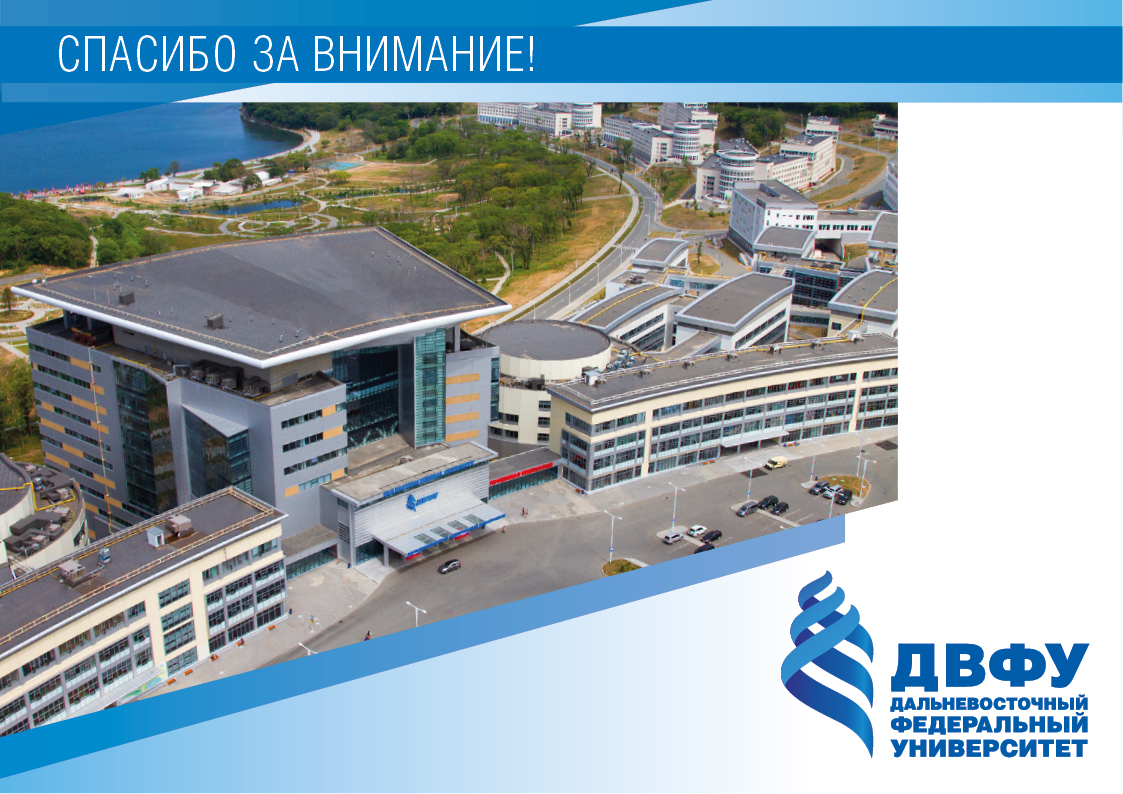 СПАСИБО ЗА ВНИМАНИЕ!
ДВФУ
ДАЛЬНЕВОСТОЧНЫЙ
ФЕДЕРАЛЬНЫЙ
УНИВЕРСИТЕТ